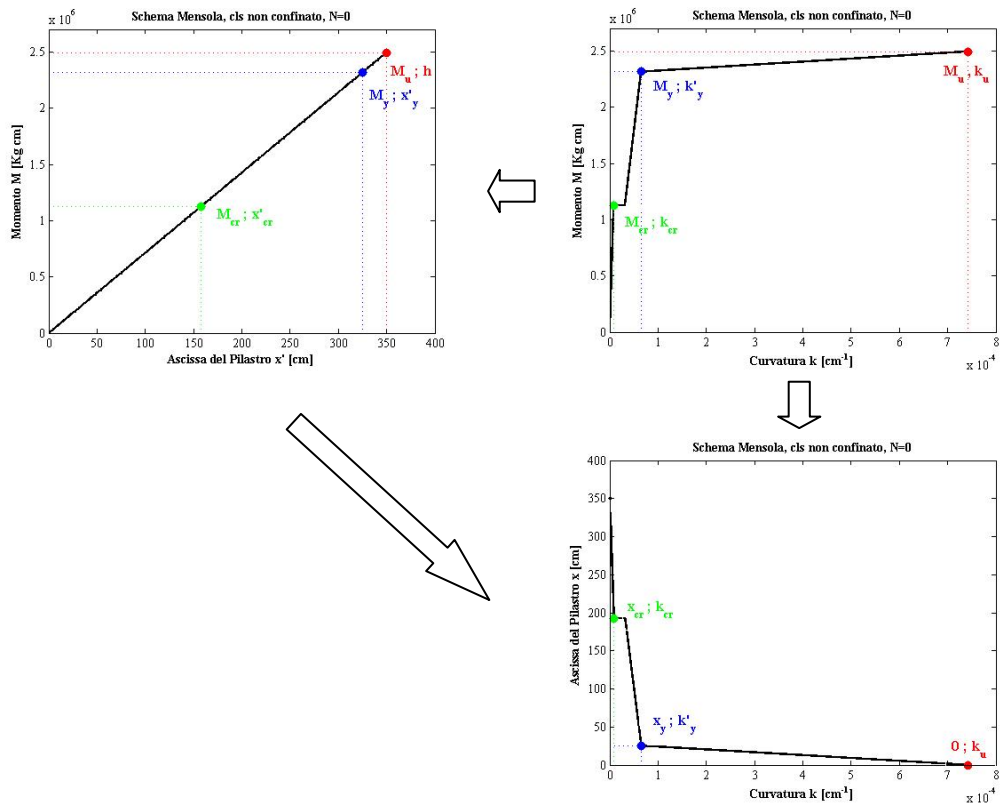 Schema Mensola, cls non confinato, N=0
x 10^6
Momento M [Kg cm]
2.5
2
1.5
1
0.5
0
M_u ; h
M_y ; x'_y
M_cr ; x'_cr
0 50 100 150 200 250 300 350 400
Ascissa del Pilastro x' [cm]
Schema Mensola, cls non confinato, N=0
x 10^6
Momento M [Kg cm]
2.5
2
1.5
1
0.5
0
M_u , k_u
M_y ; k'_y
M_cr ; k_cr
0 1 2 3 4 5 6 7 8
Curvatura k [cm^-1]
x 10^-4
Schema Mensola, cls non confinato, N=0
Ascissa del Pilastro x [cm]
400
350
300
250
200
150
100
50
0
x_cr ; k_cr
x_y ; k'_y
0 ; k_u
0 1 2 3 4 5 6 7 8
Curvatura k [cm^-1]
x 10^-4